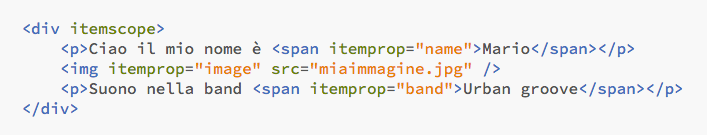 <div itemscope>
<p>Ciao il mio nome è <span itemprop="name">Mario</span></p>
<img itemprop="image" src="miaimmagine.jpg" />
<p>Suono nella band <span itemprop="band">Urban groove</span></p>
</div>